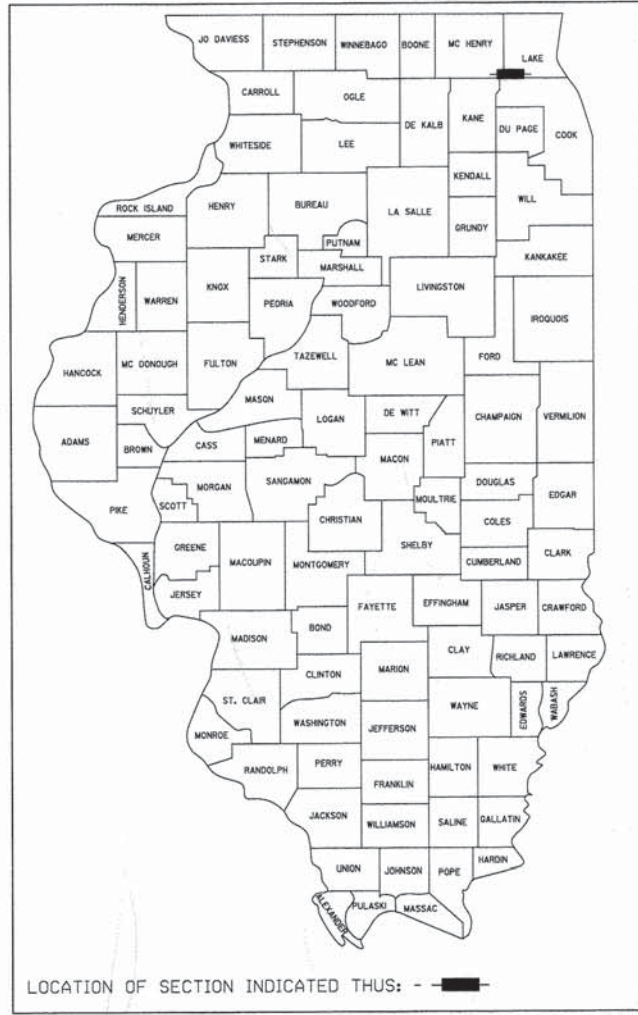 JO DAVIESS
STEPHENSON
WINNEBAGO
BOONE
MC HENRY
LAKE
CARROLL
OGLE
DE KALB
KANE
DU PAGE
COOK
WHITESIDE
LEE
KENDALL
WILL
ROCK ISLAND
HENRY
BUREAU
LA SALLE
GRUNDY
MERCER
PUTNAM
STARK
MARSHALL
KANKAKEE
HENDERSON
WARREN
KNOX
PEDRIA
WOODFORD
LIVINGSTON
IROQUOIS
HANCOCK
MC DONOUGH
FULTON
TAZEWELL
MC LEAN
FORD
MASON
SCHUYLER
LOGAN
DE WITT
CHAMPAIGN
VERMILION
ADAMS
BROWN
CASS
MENARD
MACON
PIATT
PIKE
SCOTT
MORGAN
SANGAMON
CHRISTIAN
MOULTRIE
DOUGLAS
EDGAR
COLES
CALHOUN
GREENE
MACOUPIN
MONTGOMERY
SHELBY
CUMBERLAND
CLARK
JERSEY
FAYETTE
EFFINGHAM
JASPER
CRAWFORD
MADISON
BOND
CLAY
RICHLAND
LAWRENCE
CLINTON
MARION
ST. CLAIR
WAYNE
EDWARDS
WABASH
WASHINGTON
JEFFERSON
MONROE
RANDOLPH
PERRY
HAMILTON
WHITE
FRANKLIN
JACKSON
WILLIAMSON
SALINE
GALLATIN
UNION
JOHNSON
POPE
HARDIN
ALEXANDER
PULASKI
MASSAC
LOCATION OF SECTION INDICATED THUS: -